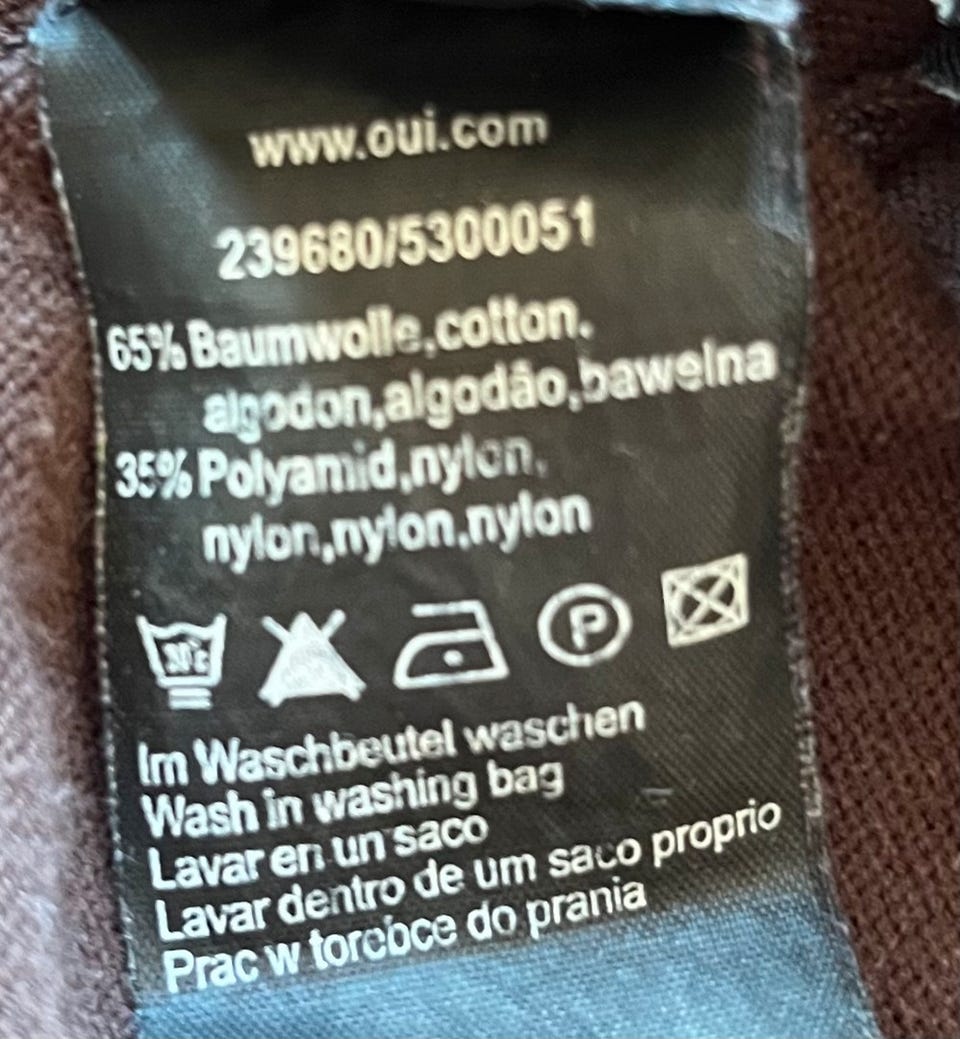 www.oui.com
239680/5300051
65% Baumwolle,cotton,
algodon,algodão,bawelna
35% Polyamid,nylon,
nylon,nylon,nylon
30°c
P
Im Waschbeutel waschen
Wash in washing bag
Lavar en un saco
Lavar dentro de um saco proprio
Prac w torebce do prania